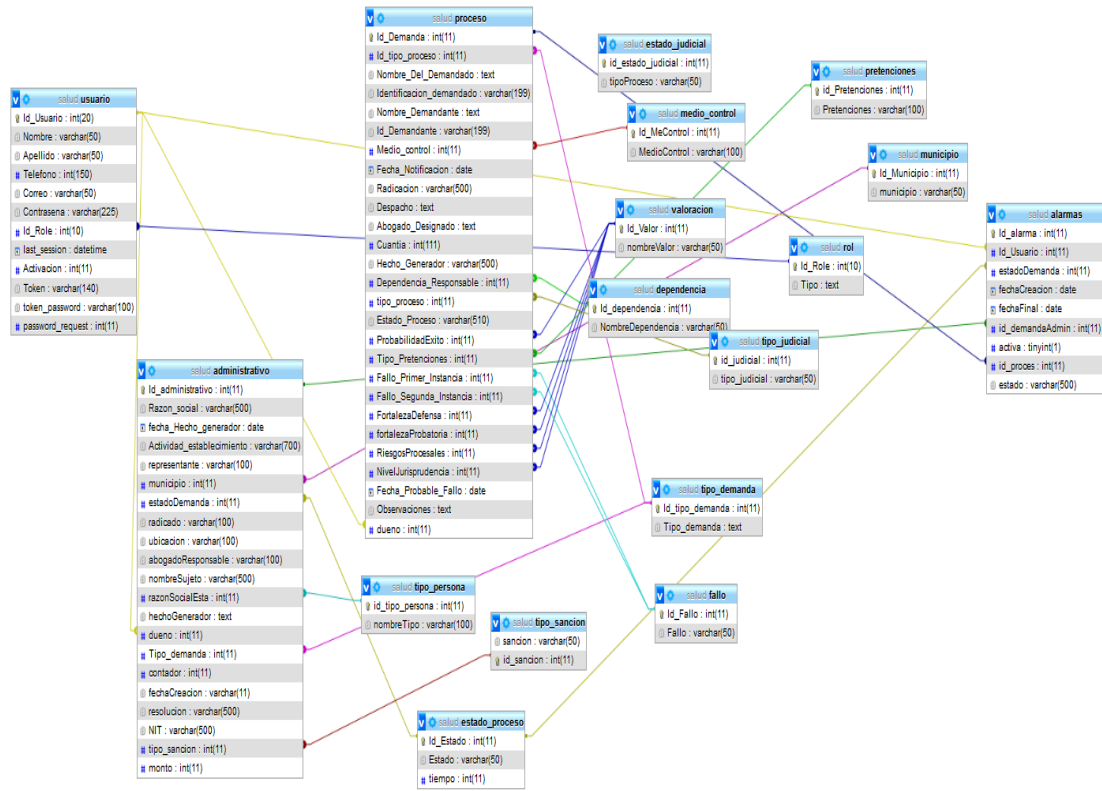 salud usuario
Id_Usuario : int(20)
Nombre : varchar(50)
Apellido : varchar(50)
Telefono : int(150)
Correo : varchar(50)
Contrasena : varchar(225)
Id_Role : int(10)
last_session : datetime
Activacion : int(11)
Token : varchar(140)
token_password : varchar(100)
password_request : int(11)
salud administrativo
Id_administrativo : int(11)
Razon_social : varchar(500)
fecha_Hecho_generador : date
Actividad_establecimiento : varchar(700)
representante : varchar(100)
municipio : int(11)
estadoDemanda : int(11)
radicado : varchar(100)
ubicacion : varchar(100)
abogadoResponsable : varchar(100)
nombreSujeto : varchar(500)
razonSocialEsta : int(11)
hechoGenerador : text
dueno : int(11)
Tipo_demanda : int(11)
contador : int(11)
fechaCreacion : varchar(11)
resolucion : varchar(500)
NIT : varchar(500)
tipo_sancion : int(11)
monto : int(11)
salud proceso
Id_Demanda : int(11)
Id_tipo_proceso : int(11)
Nombre_Del_Demandado : text
Identificacion_demandado : varchar(199)
Nombre_Demandante : text
Id_Demandante : varchar(199)
Medio_control : int(11)
Fecha_Notificacion : date
Radicacion : varchar(500)
Despacho : text
Abogado_Designado : text
Cuantia : int(111)
Hecho_Generador : varchar(500)
Dependencia_Responsable : int(11)
tipo_proceso : int(11)
Estado_Proceso : varchar(510)
ProbabilidadExito : int(11)
Tipo_Pretenciones : int(11)
Fallo_Primer_Instancia : int(11)
Fallo_Segunda_Instancia : int(11)
FortalezaDefensa : int(11)
fortalezaProbatoria : int(11)
RiesgosProcesales : int(11)
NivelJurisprudencia : int(11)
Fecha_Probable_Fallo : date
Observaciones : text
dueno : int(11)
salud tipo_persona
id_tipo_persona : int(11)
nombreTipo : varchar(100)
salud tipo_sancion
sancion : varchar(50)
id_sancion : int(11)
salud estado_proceso
Id_Estado : int(11)
Estado : varchar(50)
tiempo : int(11)
salud estado_judicial
id_estado_judicial : int(11)
tipoProceso : varchar(50)
salud medio_control
Id_MeControl : int(11)
MedioControl : varchar(100)
salud valoracion
Id_Valor : int(11)
nombreValor : varchar(50)
salud dependencia
Id_dependencia : int(11)
NombreDependencia : varchar(50)
salud tipo_judicial
id_judicial : int(11)
tipo_judicial : varchar(50)
salud tipo_demanda
Id_tipo_demanda : int(11)
Tipo_demanda : text
salud fallo
Id_Fallo : int(11)
Fallo : varchar(50)
salud pretenciones
id_Pretenciones : int(11)
Pretenciones : varchar(100)
salud municipio
Id_Municipio : int(11)
municipio : varchar(50)
salud rol
Id_Role : int(10)
Tipo : text
salud alarmas
Id_alarma : int(11)
Id_Usuario : int(11)
estadoDemanda : int(11)
fechaCreacion : date
fechaFinal : date
id_demandaAdmin : int(11)
activa : tinyint(1)
id_proces : int(11)
estado : varchar(500)